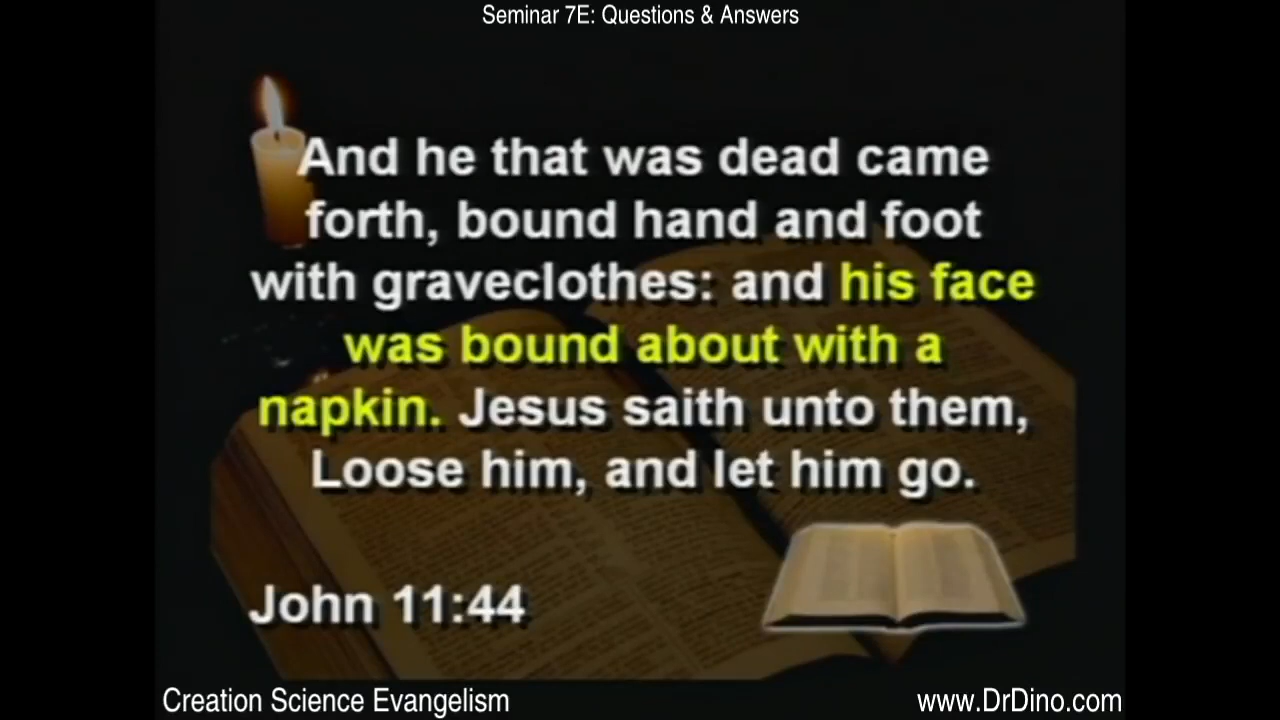 Seminar 7E: Questions & Answers
And he that was dead came
forth, bound hand and foot
with graveclothes: and his face
was bound about with a
napkin. Jesus saith unto them,
Loose him, and let him go.
John 11:44
Creation Science Evangelism
www.DrDino.com